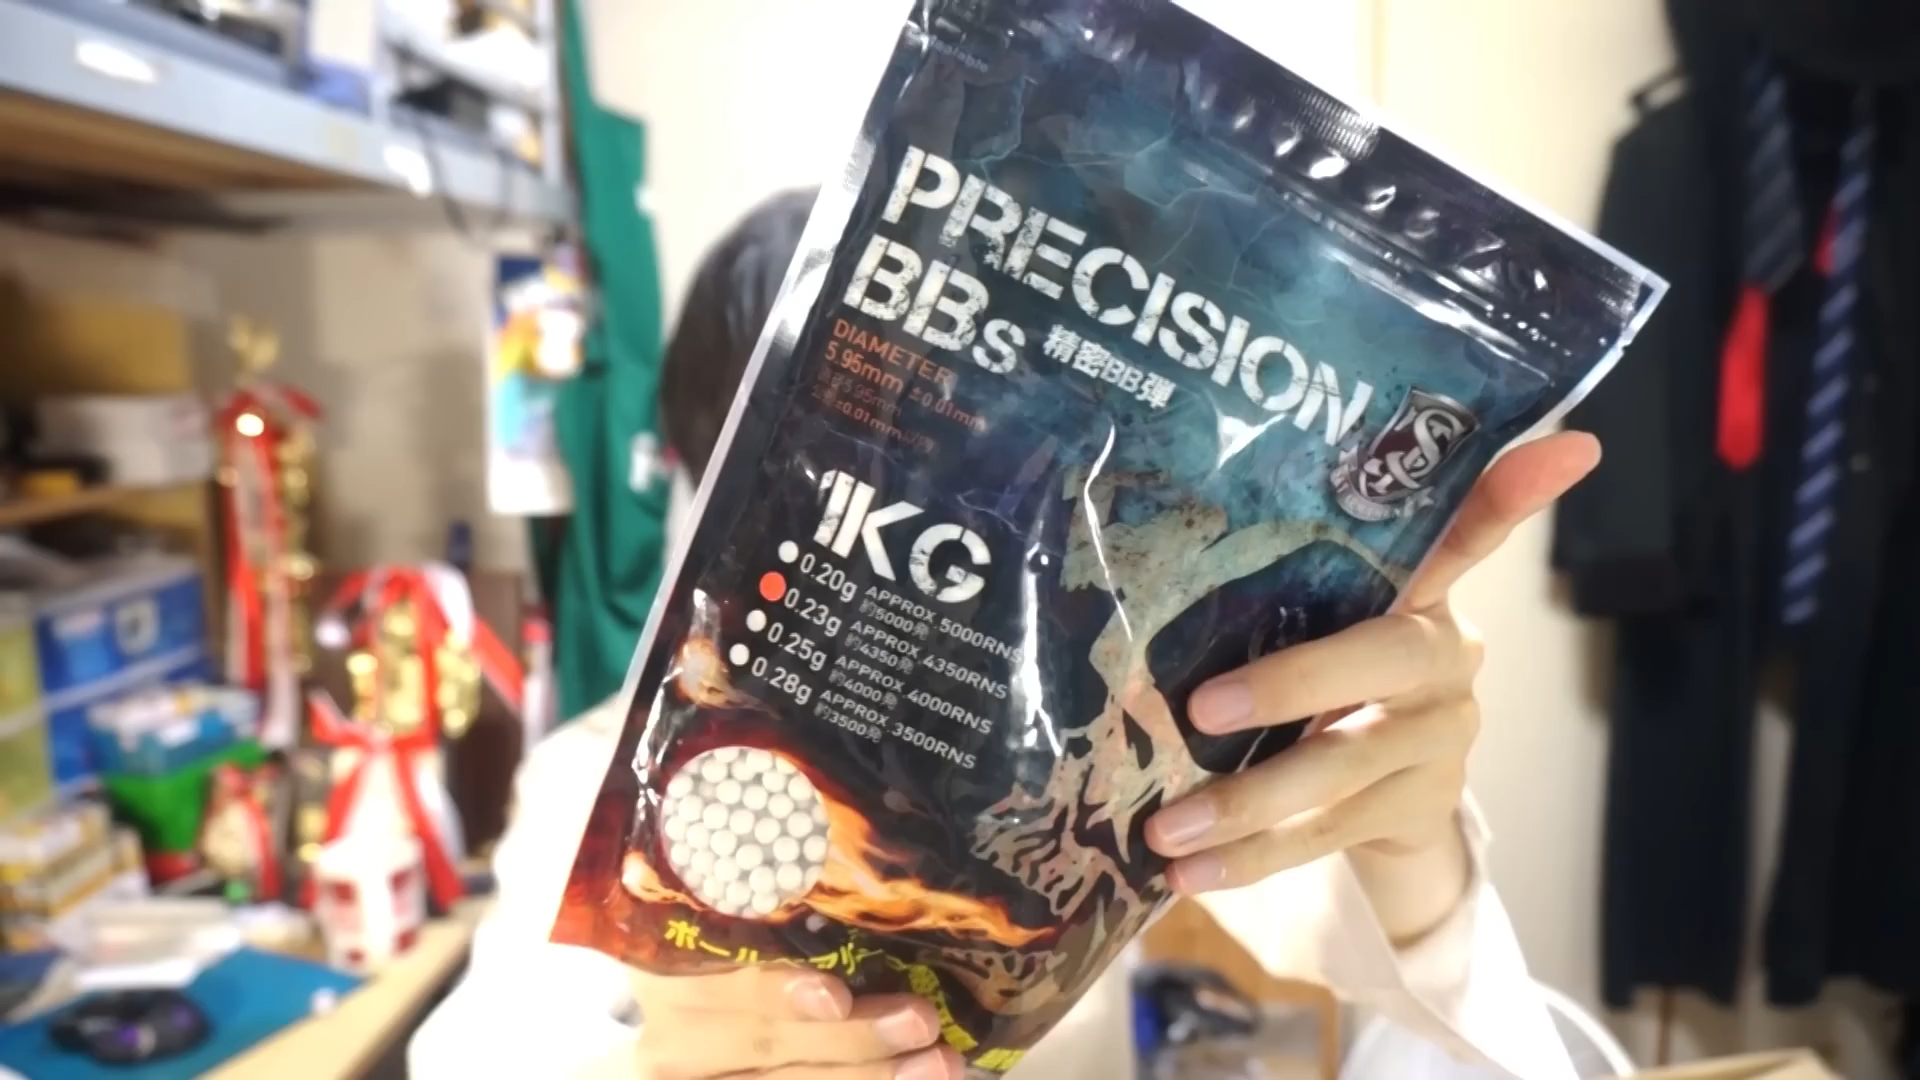 PRECISION
BBs 精密BB弾
DIAMETER
5.95mm ±0.01mm
1KG
0.20g APPROX.5000RNS
約5000発
0.23g APPROX.4350RNS
約4350発
0.25g APPROX.4000RNS
約4000発
0.28g APPROX.3500RNS
約3500発